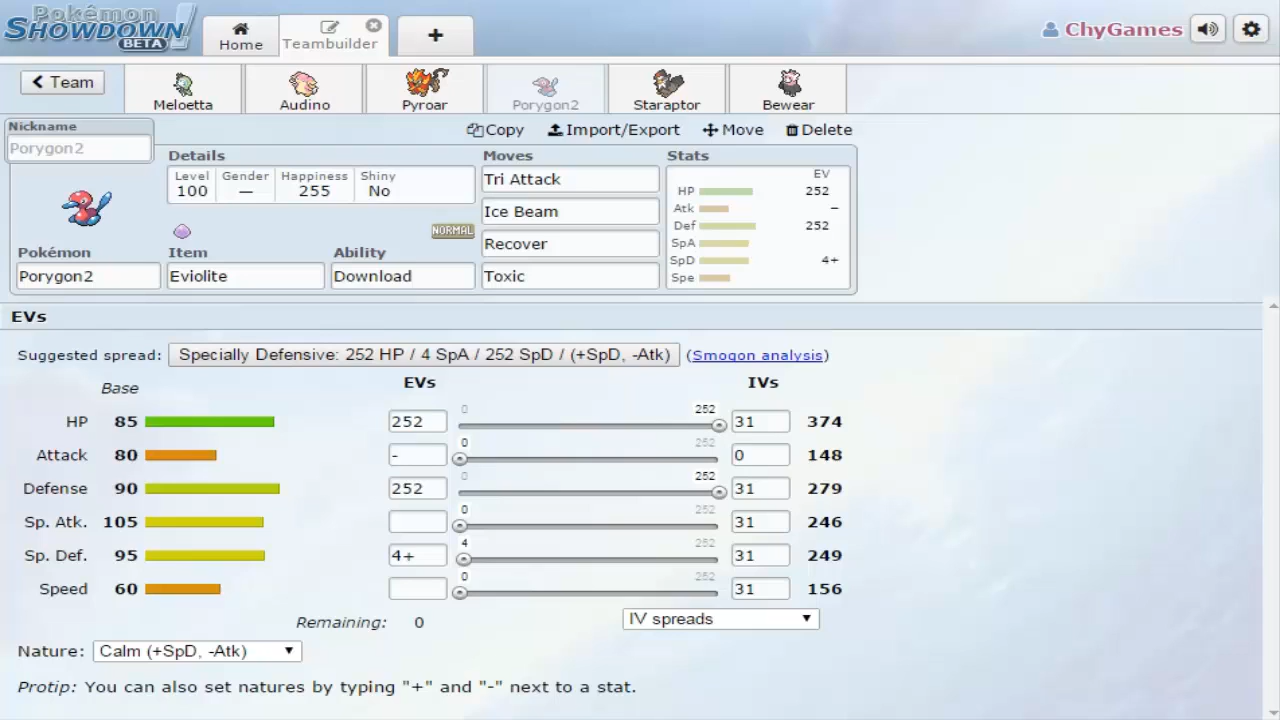 Pokémon
SHOWDOWN!
BETA
Home
Teambuilder
+
ChyGames
Team
Meloetta
Audino
Pyroar
Porygon2
Staraptor
Bewear
Nickname
Porygon2
Copy
Import/Export
Move
Delete
Details
Level
100
Gender
—
Happiness
255
Shiny
No
NORMAL
Pokémon
Porygon2
Item
Eviolite
Ability
Download
Moves
Tri Attack
Ice Beam
Recover
Toxic
Stats
EV
HP 252
Atk –
Def 252
SpA
SpD 4+
Spe
EVs
Suggested spread: Specially Defensive: 252 HP / 4 SpA / 252 SpD / (+SpD, -Atk) (Smogon analysis)
Base EVs IVs
HP 85 252 0 252 31 374
Attack 80 - 0 252 0 148
Defense 90 252 0 252 31 279
Sp. Atk. 105 0 252 31 246
Sp. Def. 95 4+ 4 252 31 249
Speed 60 0 252 31 156
Remaining: 0 IV spreads
Nature: Calm (+SpD, -Atk)
Protip: You can also set natures by typing "+" and "-" next to a stat.